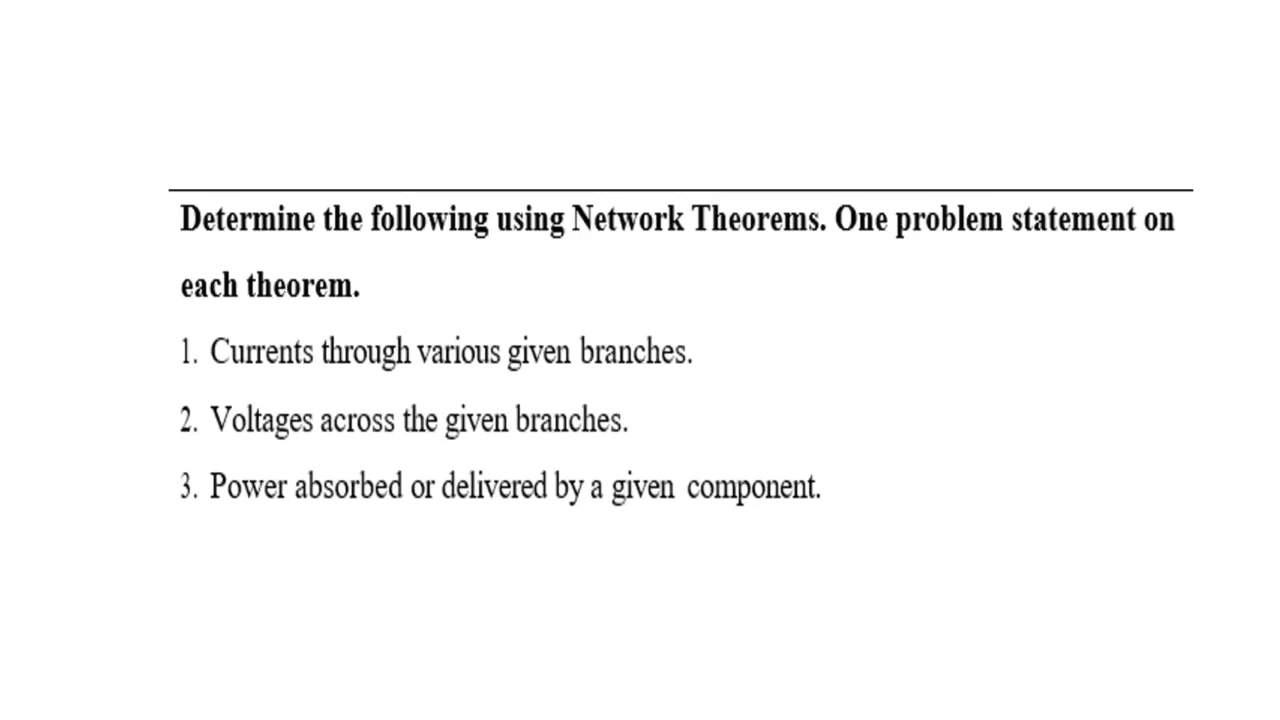 Determine the following using Network Theorems. One problem statement on
each theorem.
1. Currents through various given branches.
2. Voltages across the given branches.
3. Power absorbed or delivered by a given component.